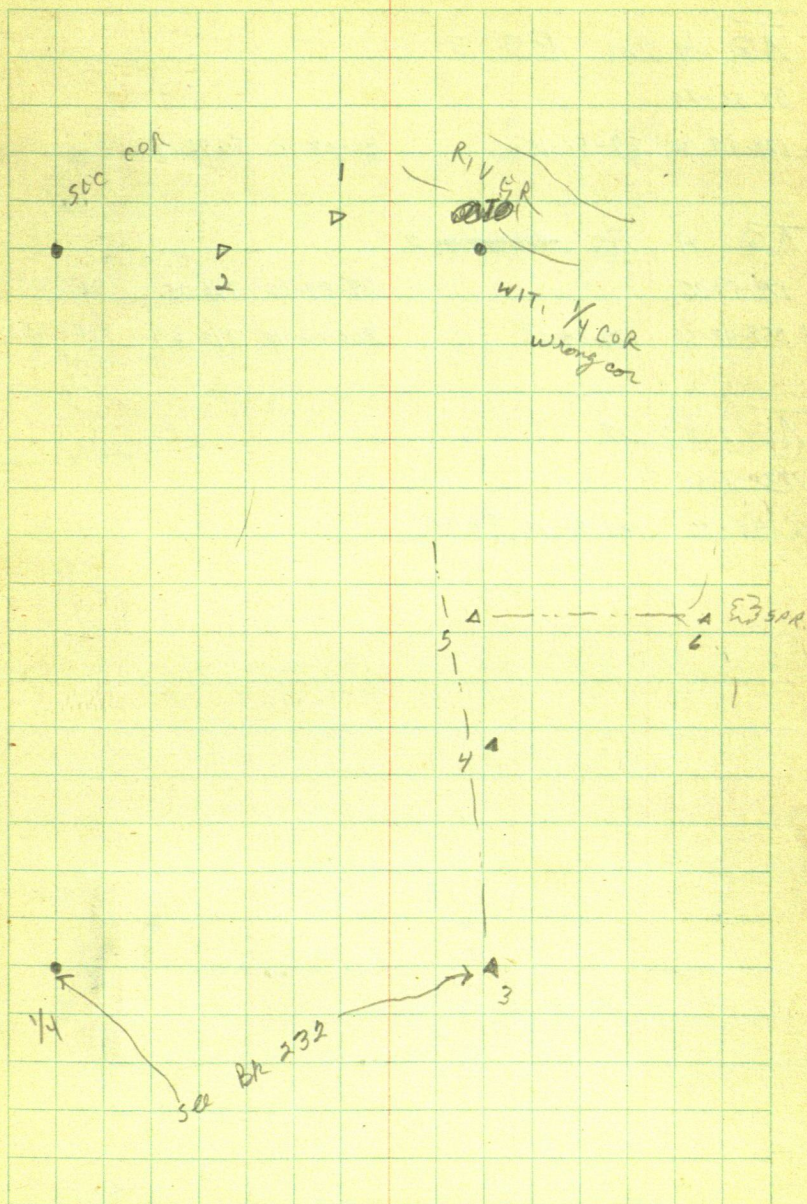 SEC COR
1
RIVER
2
WIT. 1/4 COR
Wrong cor
5
6
SPR.
4
1/4
3
See BK 232